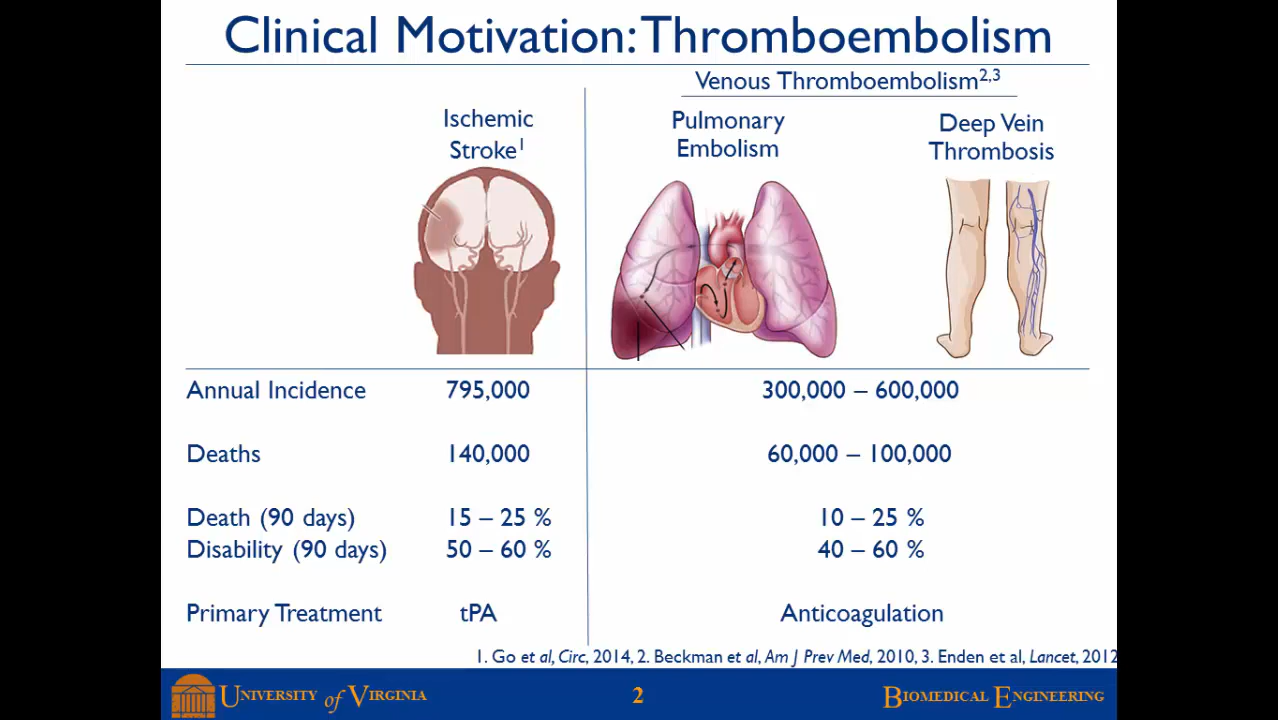 Clinical Motivation: Thromboembolism
Venous Thromboembolism2,3
Ischemic
Stroke1
Pulmonary
Embolism
Deep Vein
Thrombosis
Annual Incidence 795,000 300,000 – 600,000
Deaths 140,000 60,000 – 100,000
Death (90 days) 15 – 25 % 10 – 25 %
Disability (90 days) 50 – 60 % 40 – 60 %
Primary Treatment tPA Anticoagulation
1. Go et al, Circ, 2014, 2. Beckman et al, Am J Prev Med, 2010, 3. Enden et al, Lancet, 2012
UNIVERSITY of VIRGINIA 2 BIOMEDICAL ENGINEERING